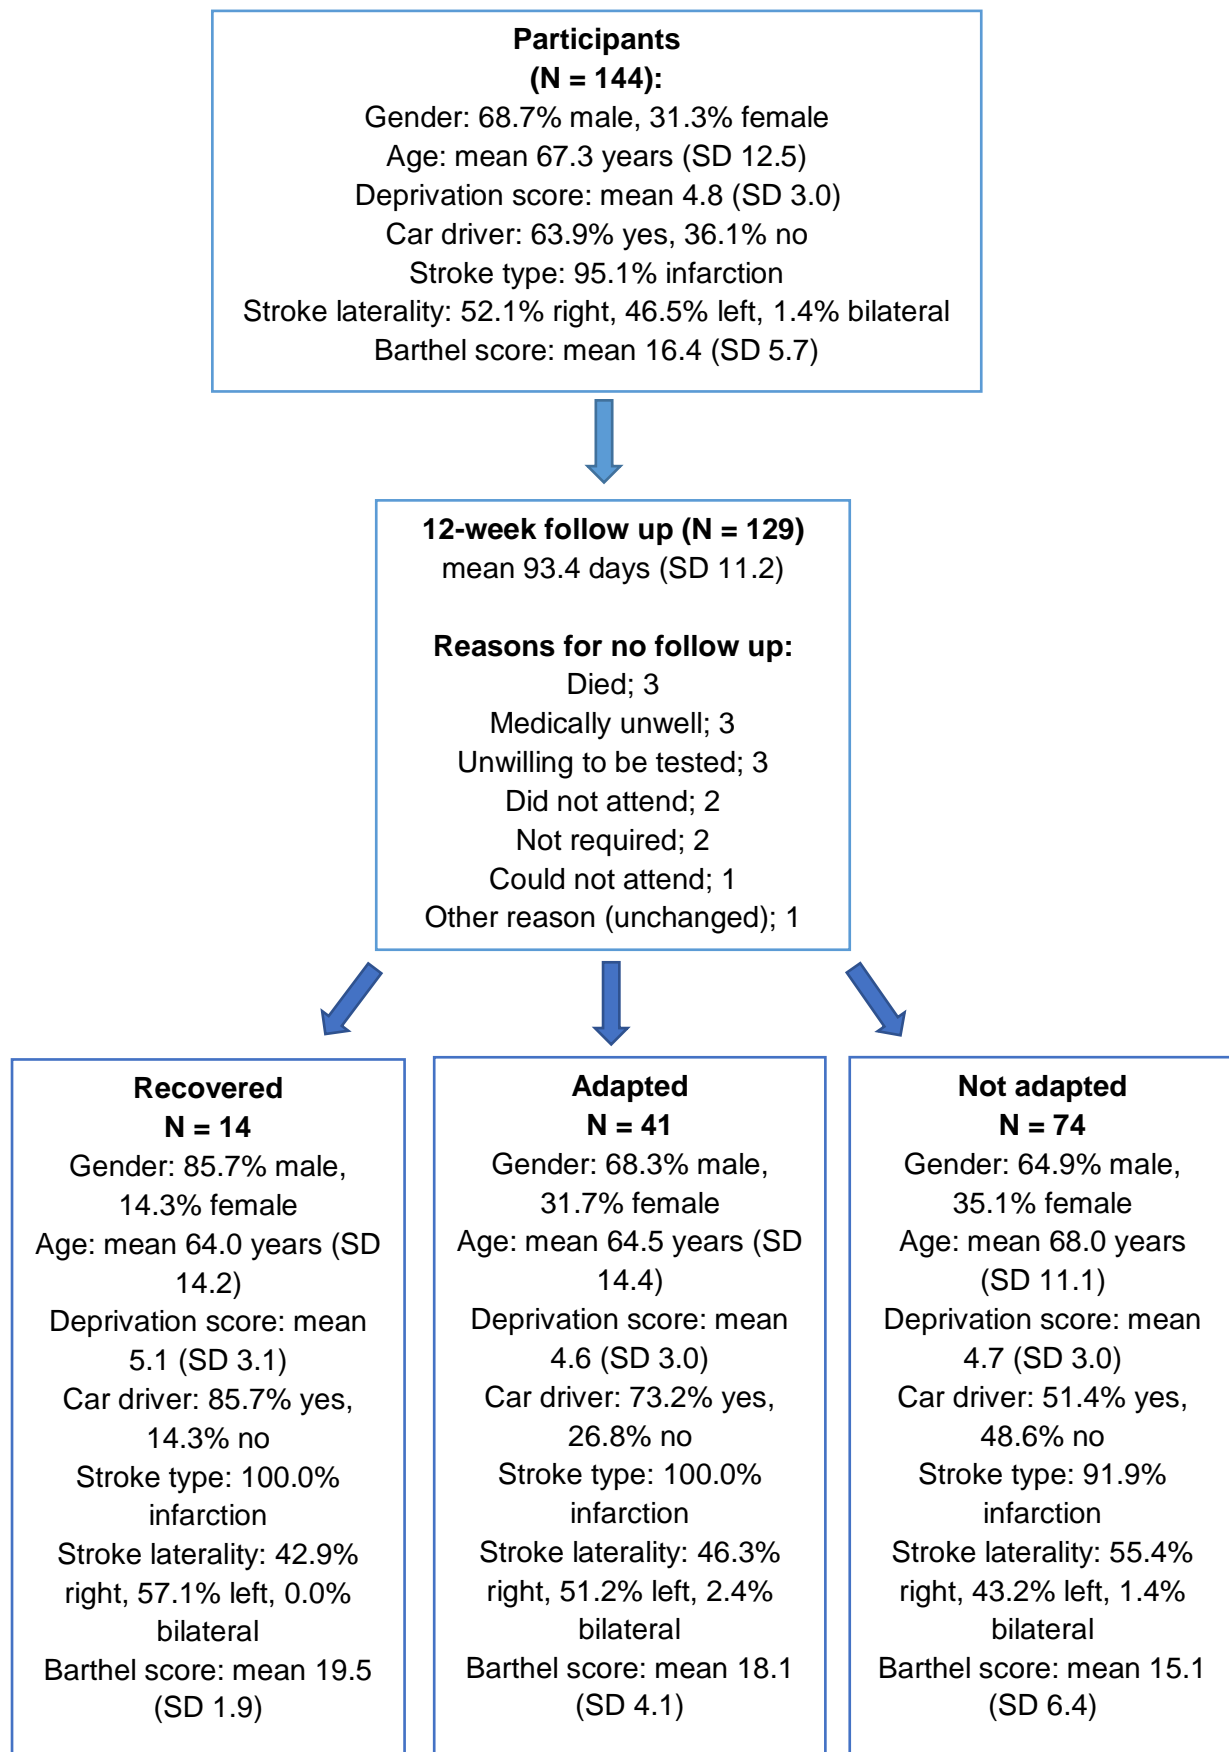 Participants
(N = 144):
Gender: 68.7% male, 31.3% female
Age: mean 67.3 years (SD 12.5)
Deprivation score: mean 4.8 (SD 3.0)
Car driver: 63.9% yes, 36.1% no
Stroke type: 95.1% infarction
Stroke laterality: 52.1% right, 46.5% left, 1.4% bilateral
Barthel score: mean 16.4 (SD 5.7)
12-week follow up (N = 129)
mean 93.4 days (SD 11.2)
Reasons for no follow up:
Died; 3
Medically unwell; 3
Unwilling to be tested; 3
Did not attend; 2
Not required; 2
Could not attend; 1
Other reason (unchanged); 1
Recovered
N = 14
Gender: 85.7% male,
14.3% female
Age: mean 64.0 years (SD
14.2)
Deprivation score: mean
5.1 (SD 3.1)
Car driver: 85.7% yes,
14.3% no
Stroke type: 100.0%
infarction
Stroke laterality: 42.9%
right, 57.1% left, 0.0%
bilateral
Barthel score: mean 19.5
(SD 1.9)
Adapted
N = 41
Gender: 68.3% male,
31.7% female
Age: mean 64.5 years (SD
14.4)
Deprivation score: mean
4.6 (SD 3.0)
Car driver: 73.2% yes,
26.8% no
Stroke type: 100.0%
infarction
Stroke laterality: 46.3%
right, 51.2% left, 2.4%
bilateral
Barthel score: mean 18.1
(SD 4.1)
Not adapted
N = 74
Gender: 64.9% male,
35.1% female
Age: mean 68.0 years
(SD 11.1)
Deprivation score: mean
4.7 (SD 3.0)
Car driver: 51.4% yes,
48.6% no
Stroke type: 91.9%
infarction
Stroke laterality: 55.4%
right, 43.2% left, 1.4%
bilateral
Barthel score: mean 15.1
(SD 6.4)